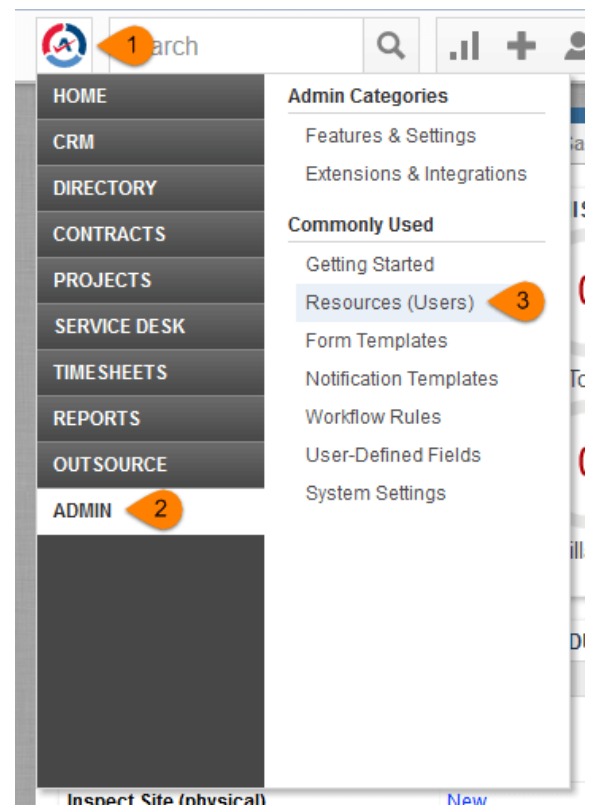 1
arch
HOME
CRM
DIRECTORY
CONTRACTS
PROJECTS
SERVICE DESK
TIMESHEETS
REPORTS
OUTSOURCE
ADMIN 2
Admin Categories
Features & Settings
Extensions & Integrations
Commonly Used
Getting Started
Resources (Users) 3
Form Templates
Notification Templates
Workflow Rules
User-Defined Fields
System Settings
Inspect Site (physical)
New